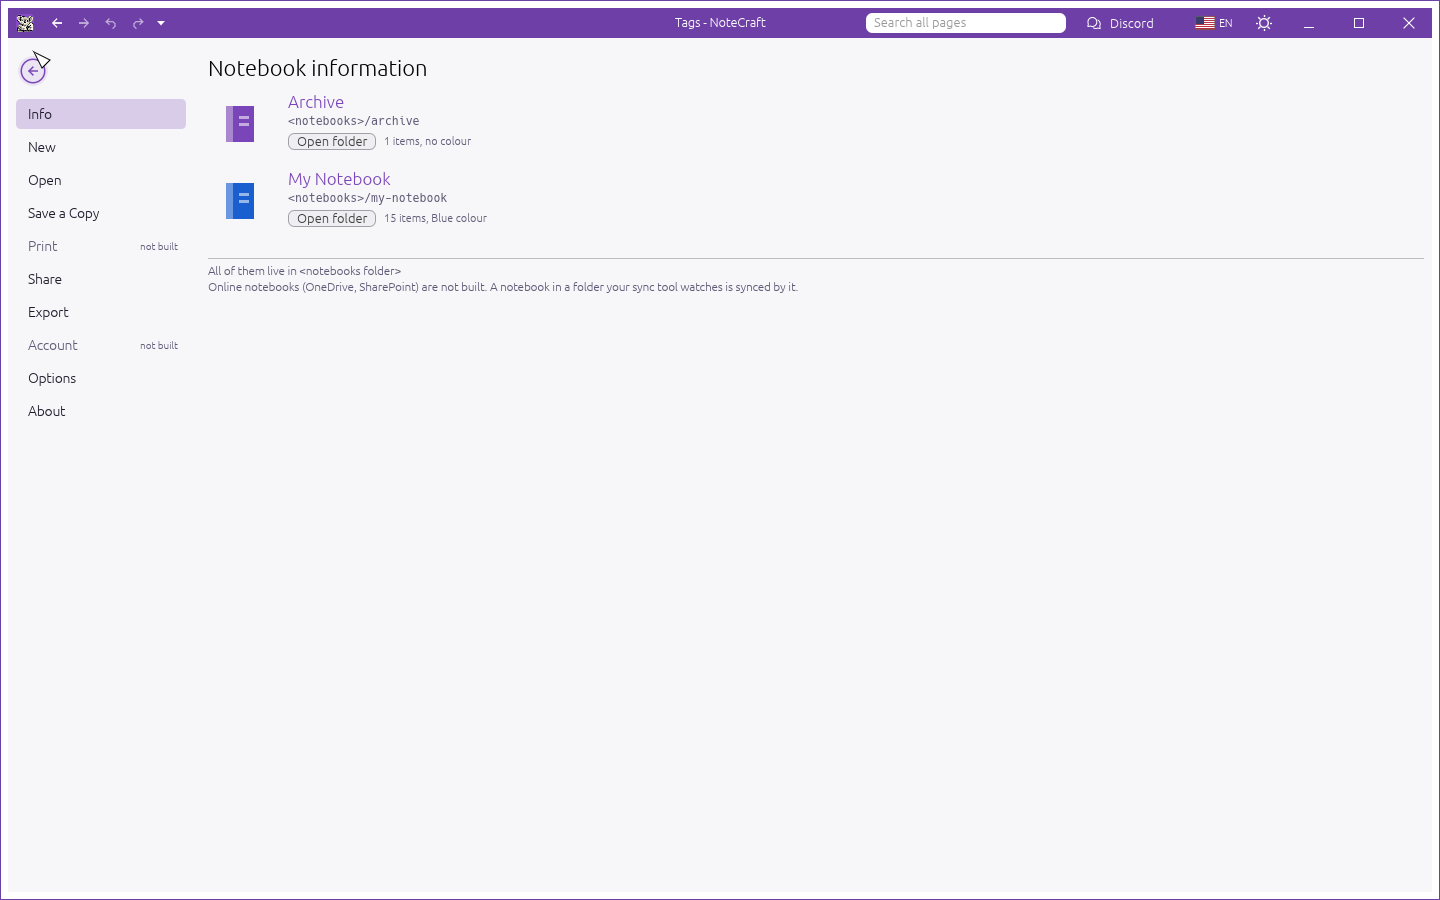 Tags - NoteCraft
Search all pages
Discord
EN
Info
New
Open
Save a Copy
Print not built
Share
Export
Account not built
Options
About
Notebook information
Archive
<notebooks>/archive
Open folder 1 items, no colour
My Notebook
<notebooks>/my-notebook
Open folder 15 items, Blue colour
All of them live in <notebooks folder>
Online notebooks (OneDrive, SharePoint) are not built. A notebook in a folder your sync tool watches is synced by it.